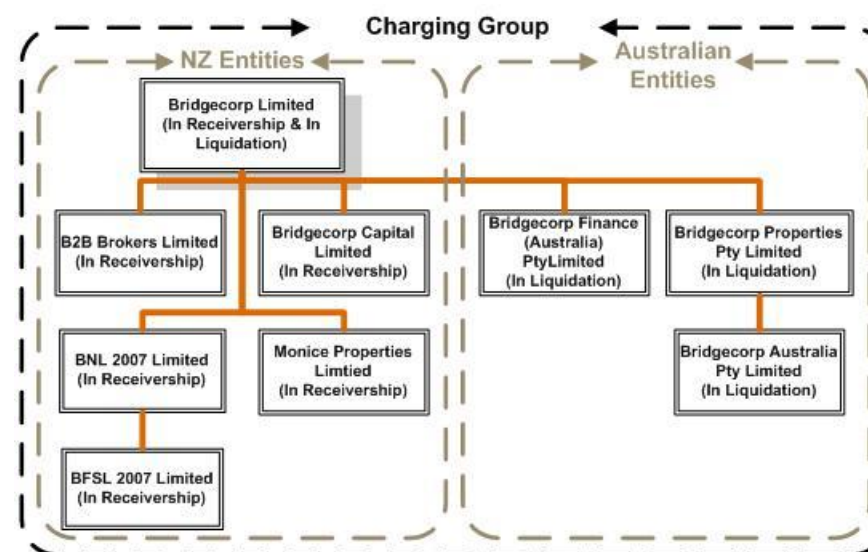 Charging Group
NZ Entities
Australian
Entities
Bridgecorp Limited
(In Receivership & In
Liquidation)
B2B Brokers Limited
(In Receivership)
Bridgecorp Capital
Limited
(In Receivership)
Bridgecorp Finance
(Australia)
PtyLimited
(In Liquidation)
Bridgecorp Properties
Pty Limited
(In Liquidation)
BNL 2007 Limited
(In Receivership)
Monice Properties
Limtied
(In Receivership)
Bridgecorp Australia
Pty Limited
(In Liquidation)
BFSL 2007 Limited
(In Receivership)